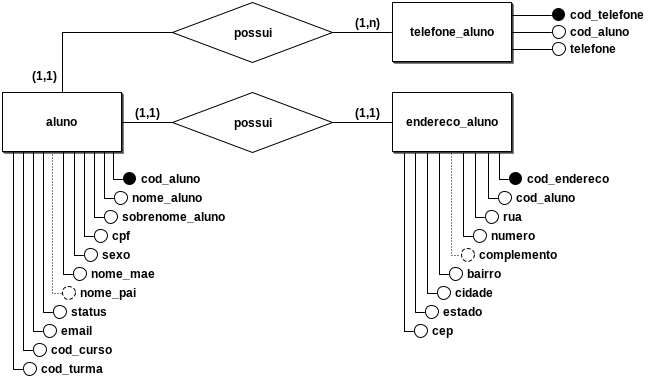 possui
(1,n)
telefone_aluno
cod_telefone
cod_aluno
telefone
(1,1)
aluno
(1,1)
possui
(1,1)
endereco_aluno
cod_aluno
nome_aluno
sobrenome_aluno
cpf
sexo
nome_mae
nome_pai
status
email
cod_curso
cod_turma
cod_endereco
cod_aluno
rua
numero
complemento
bairro
cidade
estado
cep